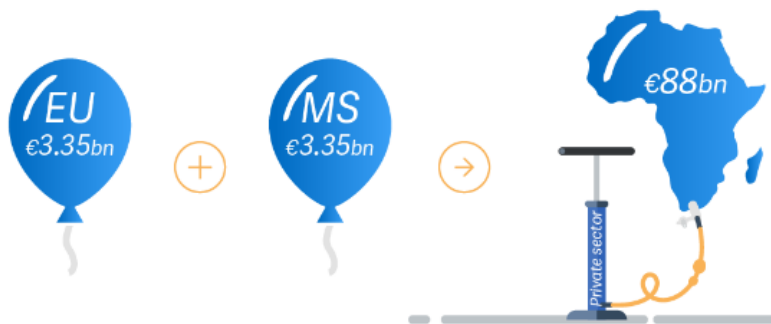 EU
€3.35bn
MS
€3.35bn
€88bn
Private sector